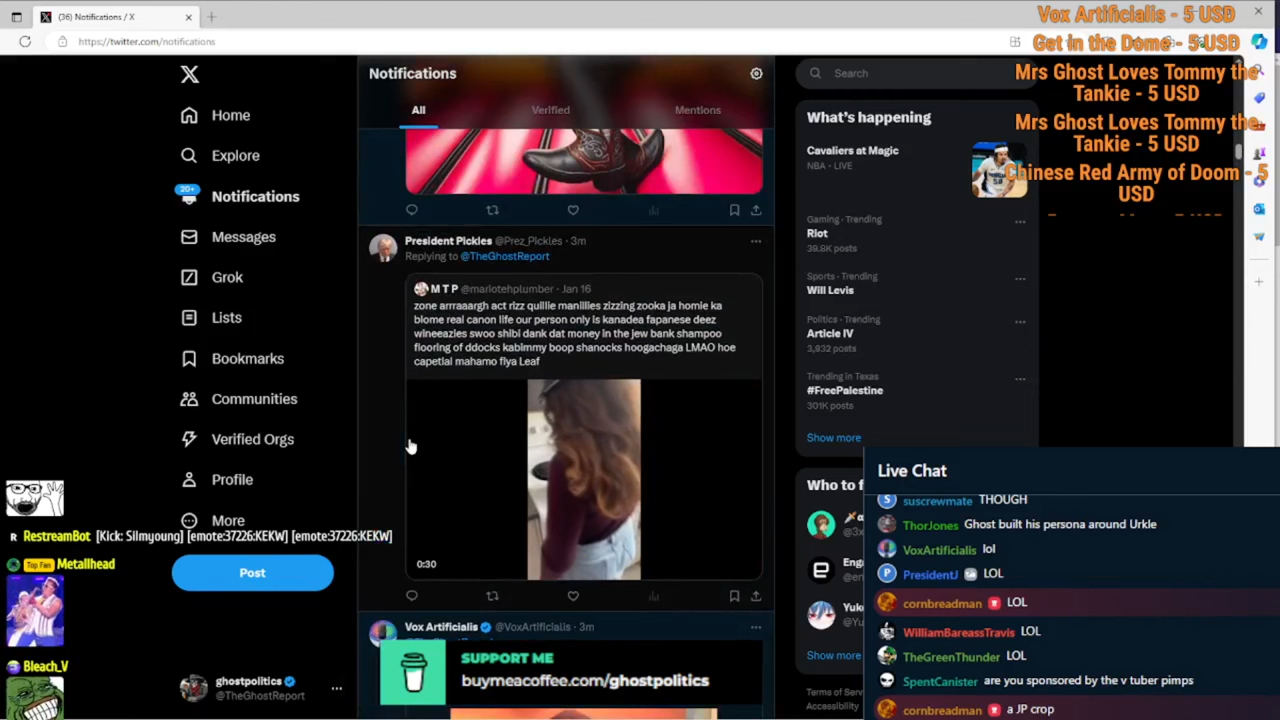 (36) Notifications / X
https://twitter.com/notifications
Home
Explore
20+
Notifications
Messages
Grok
Lists
Bookmarks
Communities
Verified Orgs
Profile
More
Post
ghostpolitics
@TheGhostReport
RestreamBot [Kick: Silmyoung] [emote:37226:KEKW] [emote:37226:KEKW]
Top Fan Metallhead
Bleach_V
Notifications
All
Verified
Mentions
President Pickles @Prez_Pickles · 3m
Replying to @TheGhostReport
M T P @mariotehplumber · Jan 16
zone arrraaargh act rizz quillie manillies zizzing zooka ja homie ka
blome real canon life our person only is kanadea fapanese deez
wineeazles swoo shibi dank dat money in the jew bank shampoo
flooring of ddocks kabimmy boop shanocks hoogachaga LMAO hoe
capetlal mahamo fiya Leaf
0:30
Vox Artificialis @VoxArtificialis · 3m
SUPPORT ME
buymeacoffee.com/ghostpolitics
Search
What's happening
Cavaliers at Magic
NBA · LIVE
Gaming · Trending
Riot
39.8K posts
Sports · Trending
Will Levis
Politics · Trending
Article IV
3,932 posts
Trending in Texas
#FreePalestine
301K posts
Show more
Who to f
Show more
Terms of Serv
Accessibility
Vox Artificialis - 5 USD
Get in the Dome - 5 USD
Mrs Ghost Loves Tommy the
Tankie - 5 USD
Mrs Ghost Loves Tommy the
Tankie - 5 USD
Chinese Red Army of Doom - 5
USD
Live Chat
suscrewmate THOUGH
ThorJones Ghost built his persona around Urkle
VoxArtificialis lol
PresidentJ LOL
cornbreadman LOL
WilliamBareassTravis LOL
TheGreenThunder LOL
SpentCanister are you sponsored by the v tuber pimps
cornbreadman a JP crop